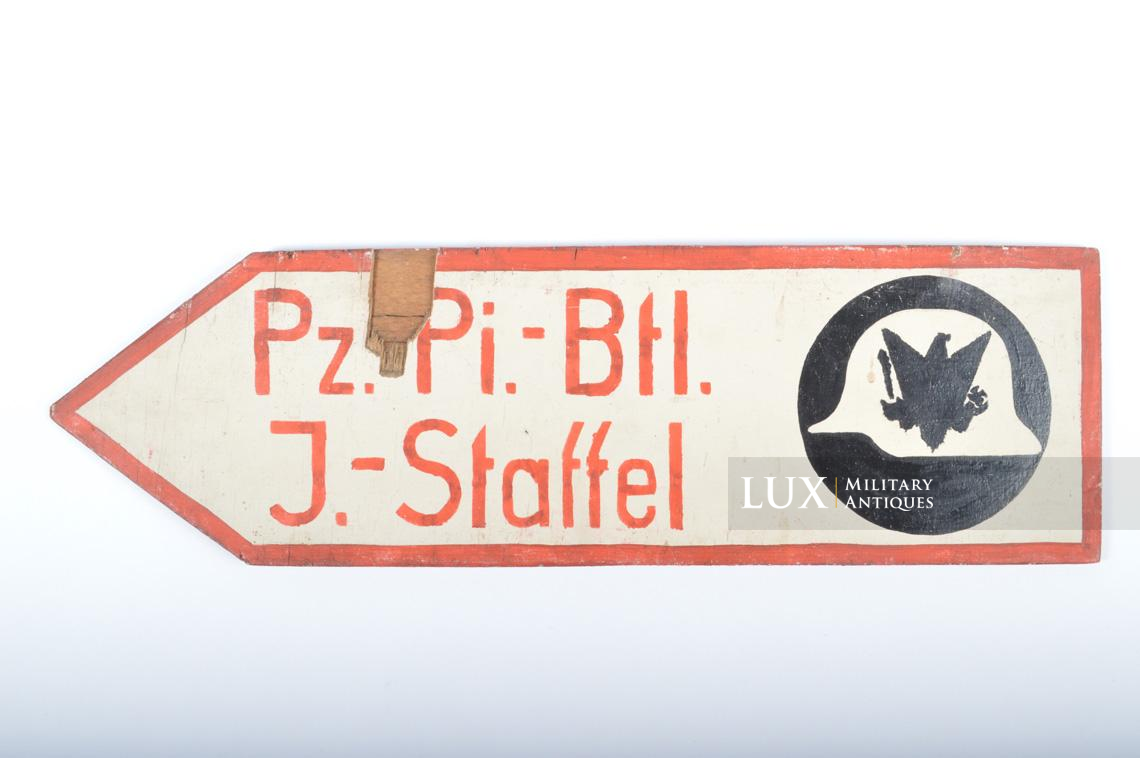 Pz. Pi.-Btl.
J.-Staffel
LUX MILITARY
ANTIQUES